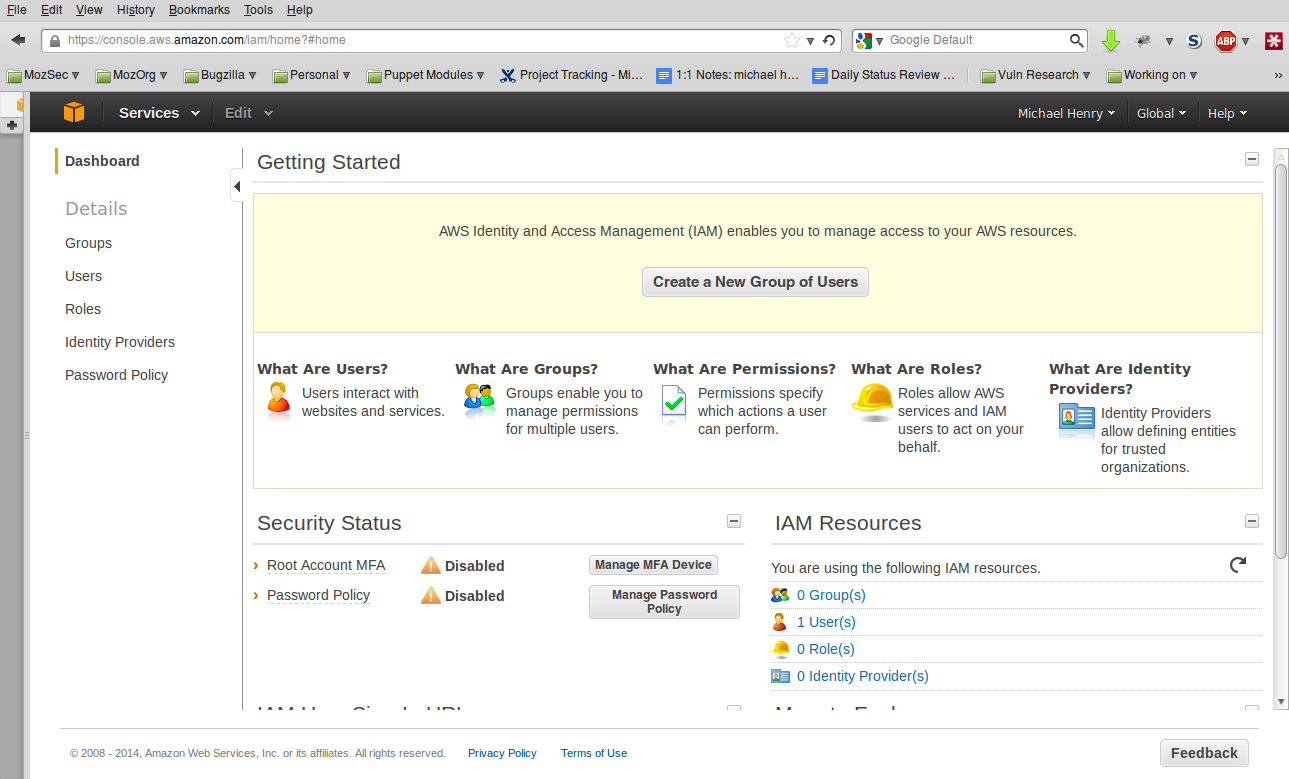 File Edit View History Bookmarks Tools Help
https://console.aws.amazon.com/iam/home?#home
Google Default
S
ABP
MozSec
MozOrg
Bugzilla
Personal
Puppet Modules
Project Tracking - Mi...
1:1 Notes: michael h...
Daily Status Review ...
Vuln Research
Working on
Services
Edit
Michael Henry
Global
Help
Dashboard
Details
Groups
Users
Roles
Identity Providers
Password Policy
Getting Started
AWS Identity and Access Management (IAM) enables you to manage access to your AWS resources.
Create a New Group of Users
What Are Users?
Users interact with
websites and services.
What Are Groups?
Groups enable you to
manage permissions
for multiple users.
What Are Permissions?
Permissions specify
which actions a user
can perform.
What Are Roles?
Roles allow AWS
services and IAM
users to act on your
behalf.
What Are Identity
Providers?
Identity Providers
allow defining entities
for trusted
organizations.
Security Status
Root Account MFA
Disabled
Manage MFA Device
Password Policy
Disabled
Manage Password
Policy
IAM Resources
You are using the following IAM resources.
0 Group(s)
1 User(s)
0 Role(s)
0 Identity Provider(s)
© 2008 - 2014, Amazon Web Services, Inc. or its affiliates. All rights reserved.
Privacy Policy
Terms of Use
Feedback